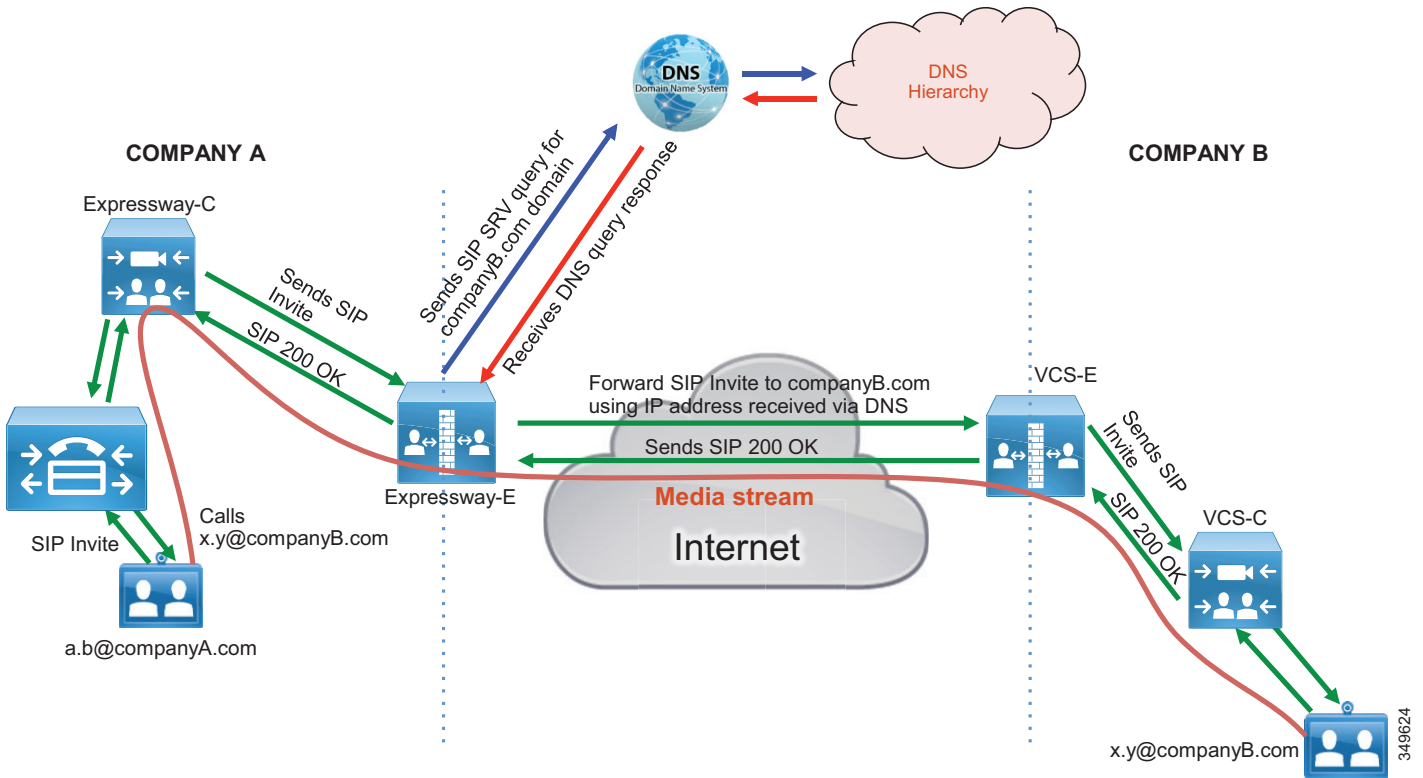 DNS
Domain Name System
DNS
Hierarchy
COMPANY A
COMPANY B
Expressway-C
Sends SIP SRV query for
companyB.com domain
Receives DNS query response
Sends SIP
Invite
SIP 200 OK
Forward SIP Invite to companyB.com
using IP address received via DNS
VCS-E
Sends SIP 200 OK
Expressway-E
Media stream
Internet
Sends SIP
Invite
SIP 200 OK
VCS-C
Calls
x.y@companyB.com
SIP Invite
a.b@companyA.com
x.y@companyB.com
349624